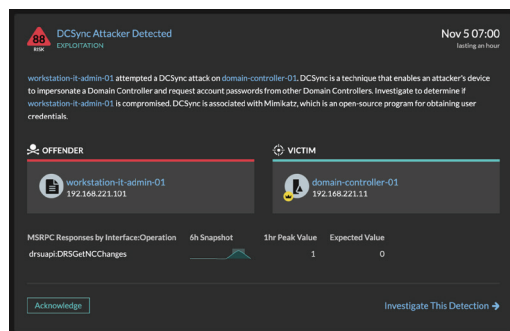 88
RISK
DCSync Attacker Detected
EXPLOITATION
Nov 5 07:00
lasting an hour
workstation-it-admin-01 attempted a DCSync attack on domain-controller-01. DCSync is a technique that enables an attacker's device
to impersonate a Domain Controller and request account passwords from other Domain Controllers. Investigate to determine if
workstation-it-admin-01 is compromised. DCSync is associated with Mimikatz, which is an open-source program for obtaining user
credentials.
OFFENDER
workstation-it-admin-01
192.168.221.101
VICTIM
domain-controller-01
192.168.221.11
MSRPC Responses by Interface:Operation 6h Snapshot 1hr Peak Value Expected Value
drsuapi:DRSGetNCChanges 1 0
Acknowledge
Investigate This Detection →